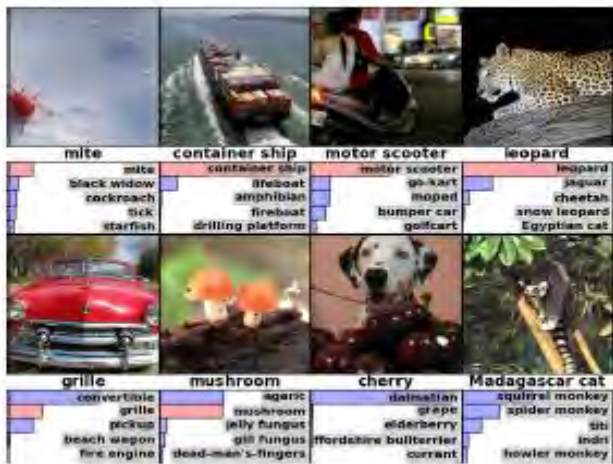 mite
container ship
motor scooter
leopard
mite
black widow
cockroach
tick
starfish
container ship
lifeboat
amphibian
fireboat
drilling platform
motor scooter
go-kart
moped
bumper car
golfcart
leopard
jaguar
cheetah
snow leopard
Egyptian cat
grille
mushroom
cherry
Madagascar cat
convertible
grille
pickup
beach wagon
fire engine
agaric
mushroom
jelly fungus
gill fungus
dead-man's-fingers
dalmatian
grape
elderberry
ffordshire bullterrier
currant
squirrel monkey
spider monkey
titi
indri
howler monkey